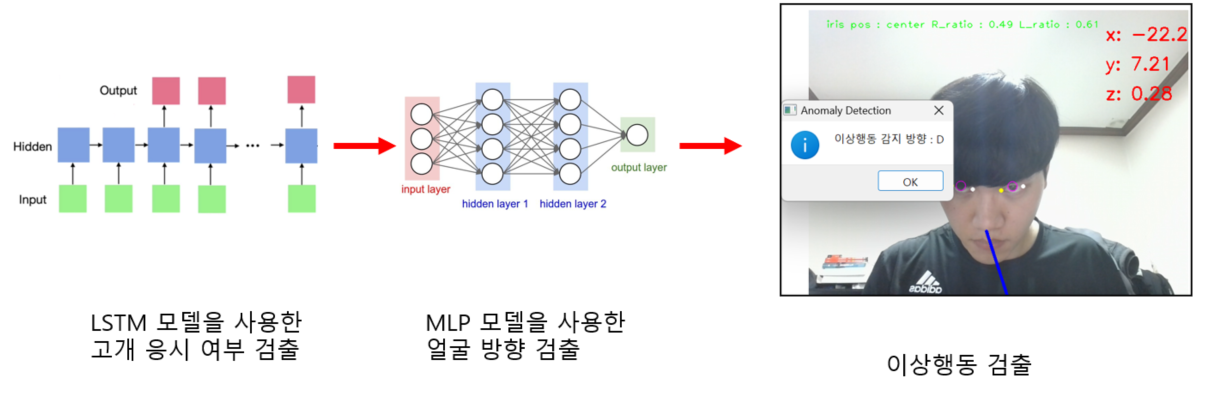 Output
Hidden
Input
...
input layer
hidden layer 1
hidden layer 2
output layer
iris pos : center R_ratio : 0.49 L_ratio : 0.61
x: -22.2
y: 7.21
z: 0.28
Anomaly Detection
이상행동 감지 방향 : D
OK
adidas
LSTM 모델을 사용한
고개 응시 여부 검출
MLP 모델을 사용한
얼굴 방향 검출
이상행동 검출